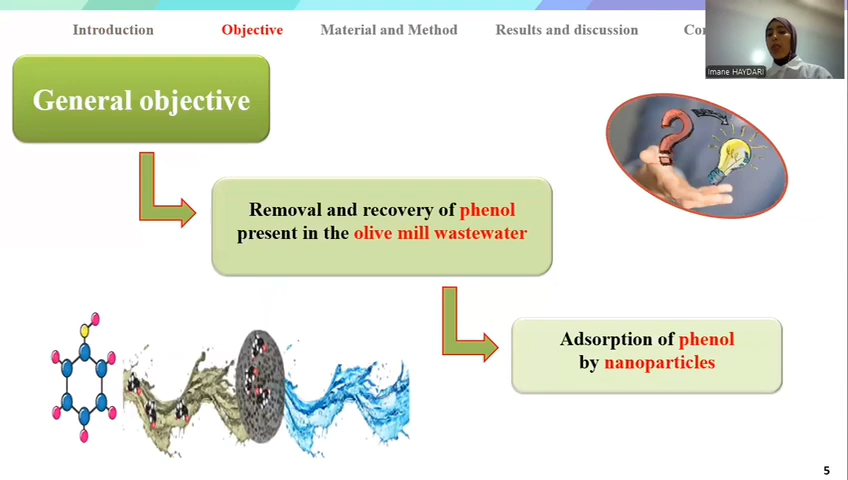 Introduction
Objective
Material and Method
Results and discussion
Imane HAYDARI
General objective
Removal and recovery of phenol
present in the olive mill wastewater
Adsorption of phenol
by nanoparticles
5